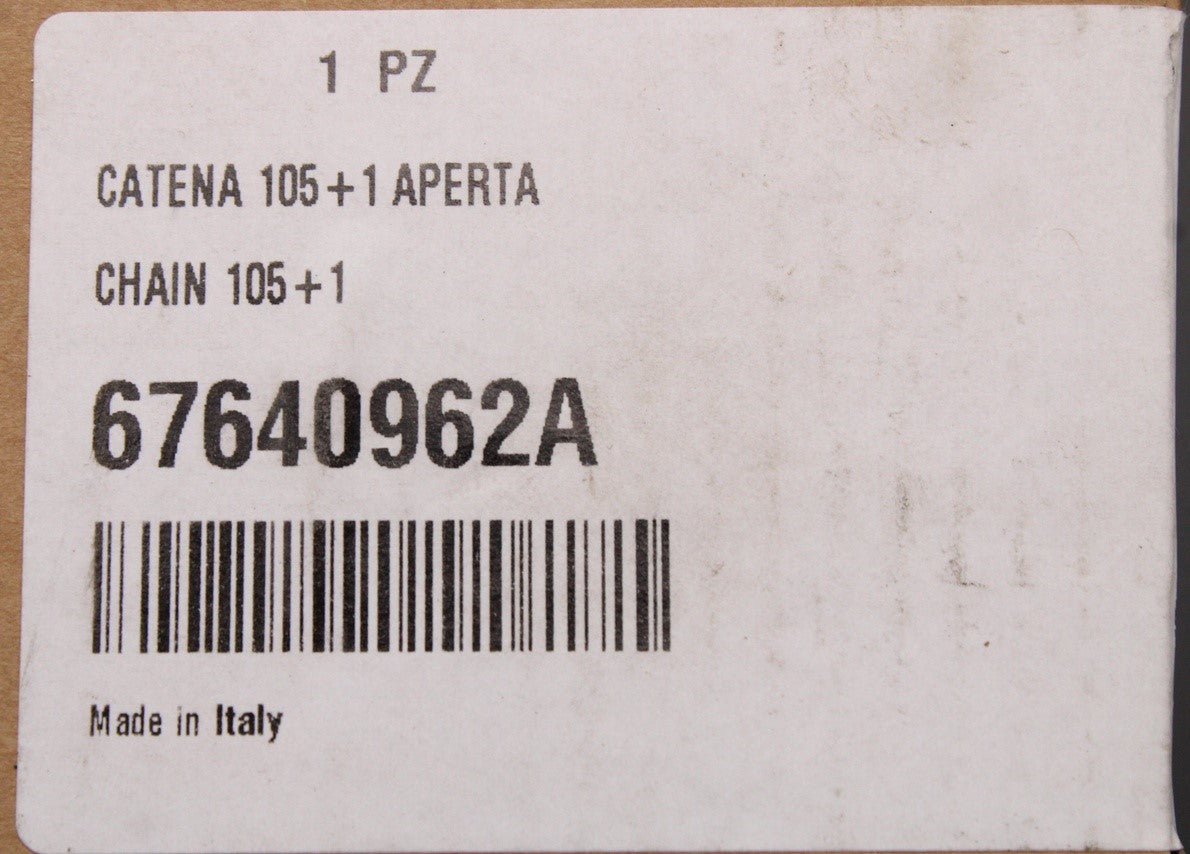 1 PZ
CATENA 105+1 APERTA
CHAIN 105+1
67640962A
Made in Italy